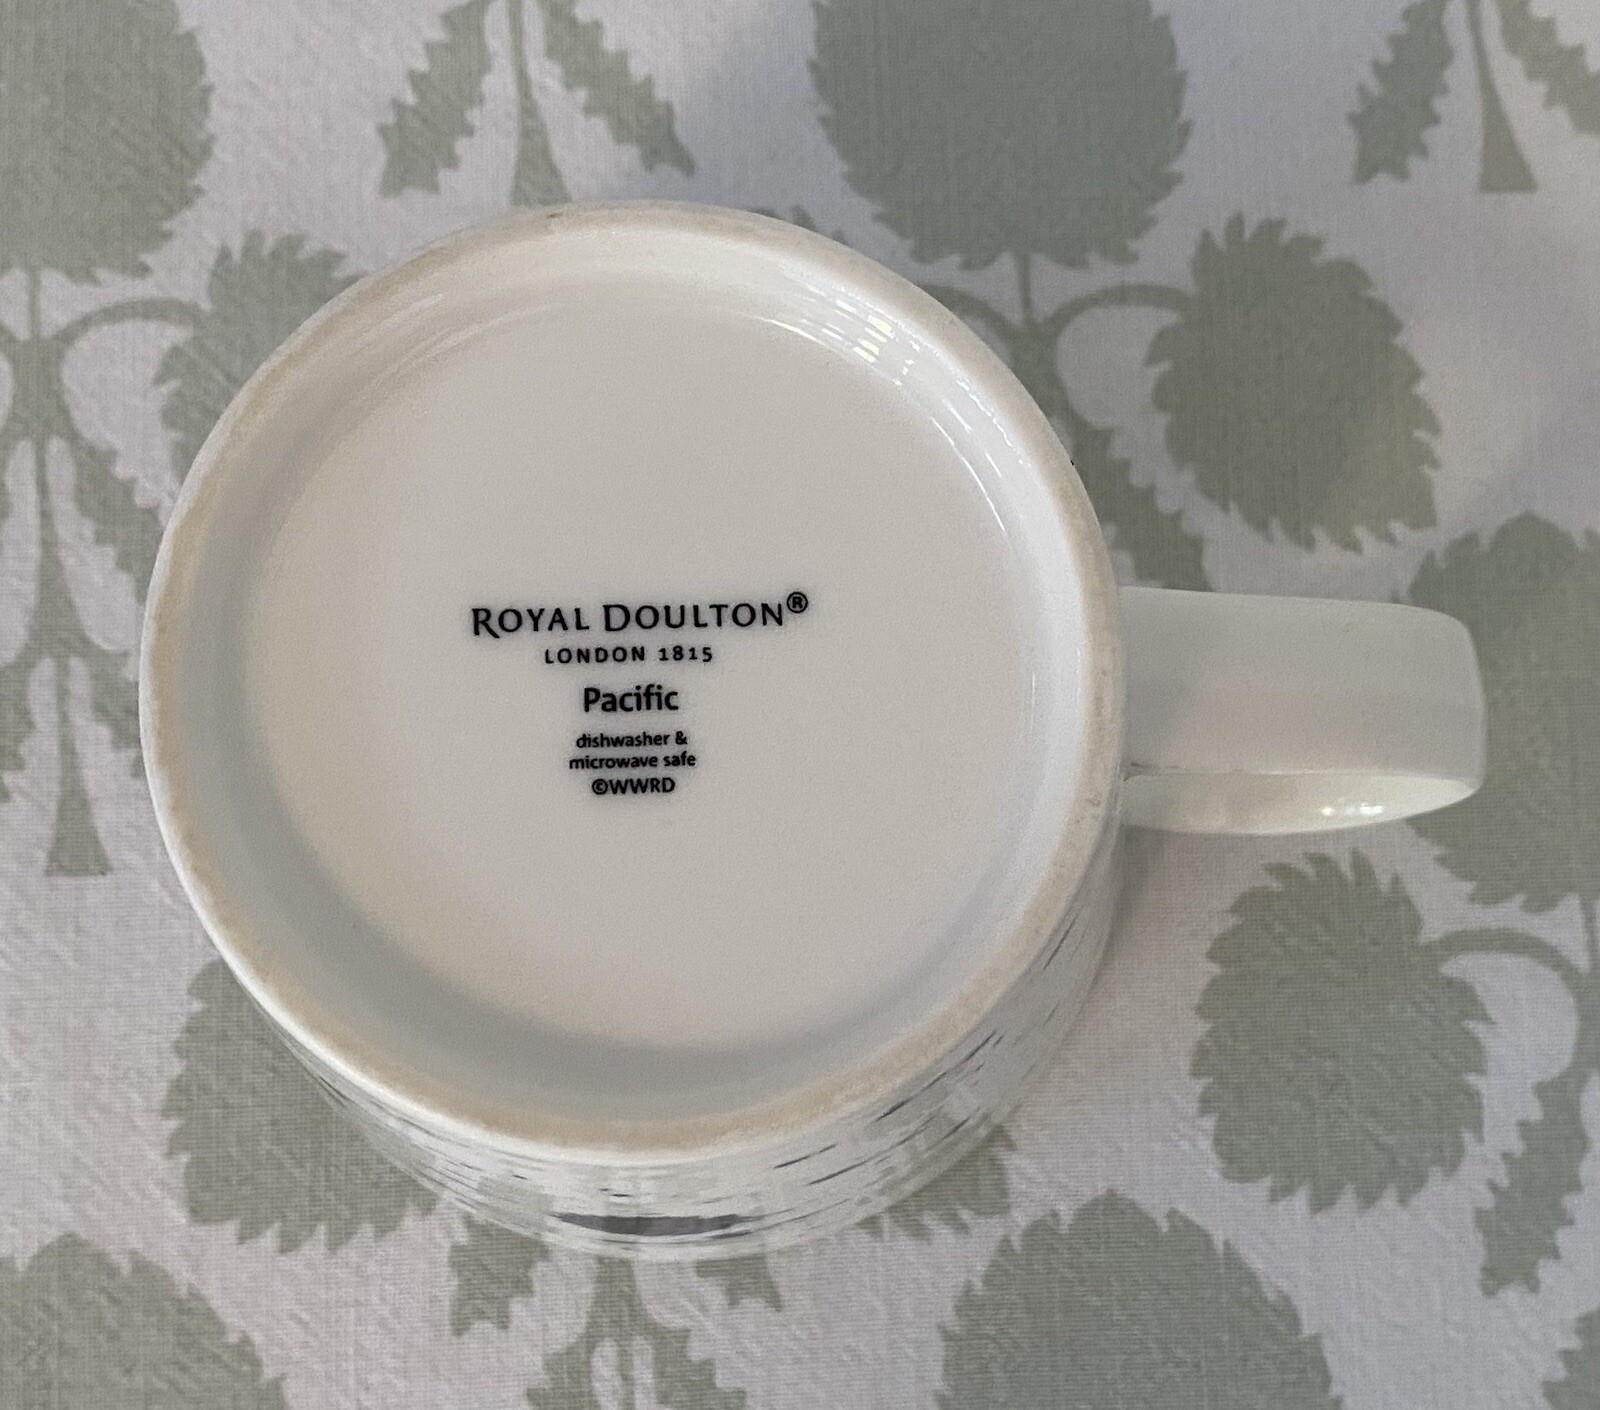 ROYAL DOULTON®
LONDON 1815
Pacific
dishwasher &
microwave safe
©WWRD